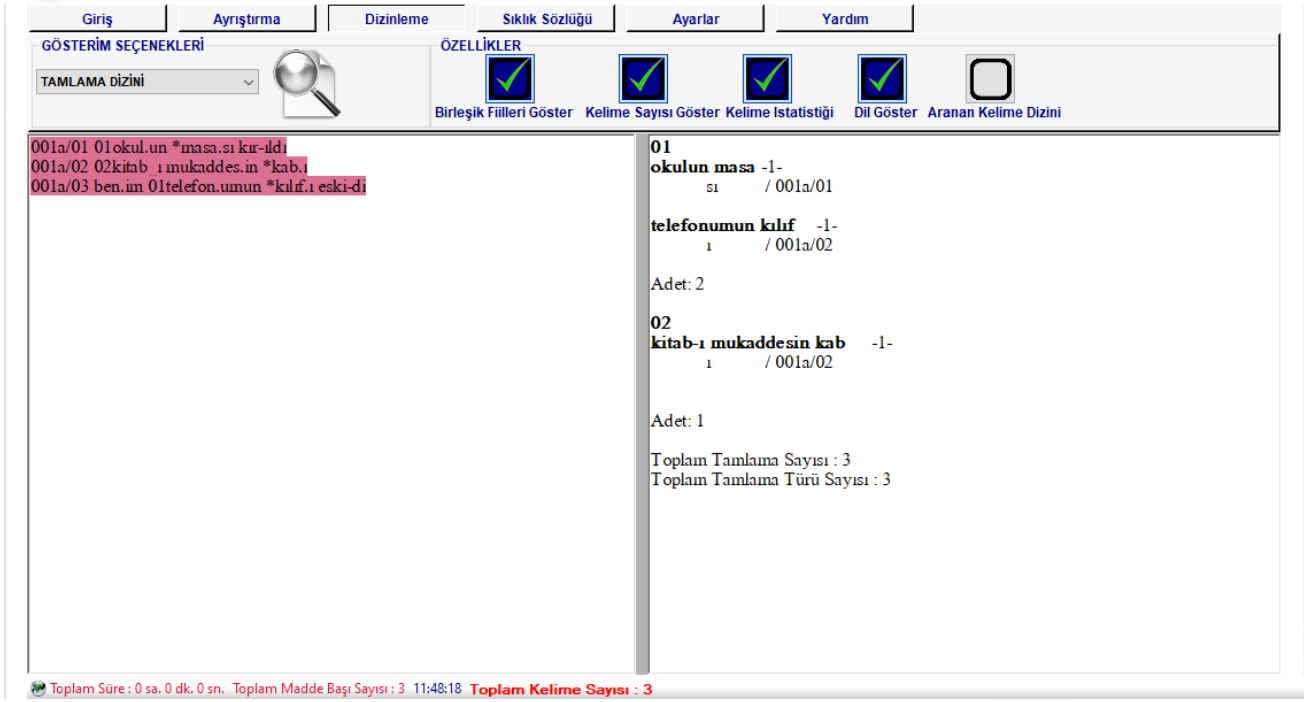 Giriş Ayrıştırma Dizinleme Sıklık Sözlüğü Ayarlar Yardım
GÖSTERİM SEÇENEKLERİ
TAMLAMA DİZİNİ
ÖZELLİKLER
Birleşik Fiilleri Göster Kelime Sayısı Göster Kelime Istatistiği Dil Göster Aranan Kelime Dizini
001a/01 01okul.un *masa.sı kır-ıldı
001a/02 02kitab_ı mukaddes.in *kab.ı
001a/03 ben.im 01telefon.umun *kılıf.ı eski-di
01
okulun masa -1-
sı / 001a/01
telefonumun kılıf -1-
ı / 001a/02
Adet: 2
02
kitab-ı mukaddesin kab -1-
ı / 001a/02
Adet: 1
Toplam Tamlama Sayısı : 3
Toplam Tamlama Türü Sayısı : 3
Toplam Süre : 0 sa. 0 dk. 0 sn. Toplam Madde Başı Sayısı : 3 11:48:18 Toplam Kelime Sayısı : 3